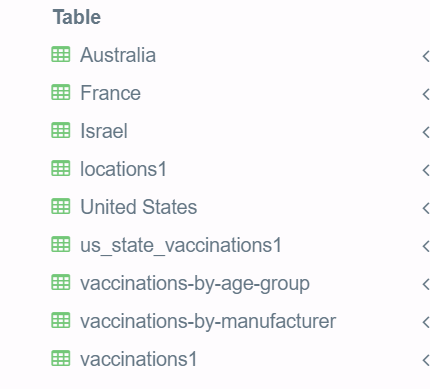 Table
Australia
France
Israel
locations1
United States
us_state_vaccinations1
vaccinations-by-age-group
vaccinations-by-manufacturer
vaccinations1